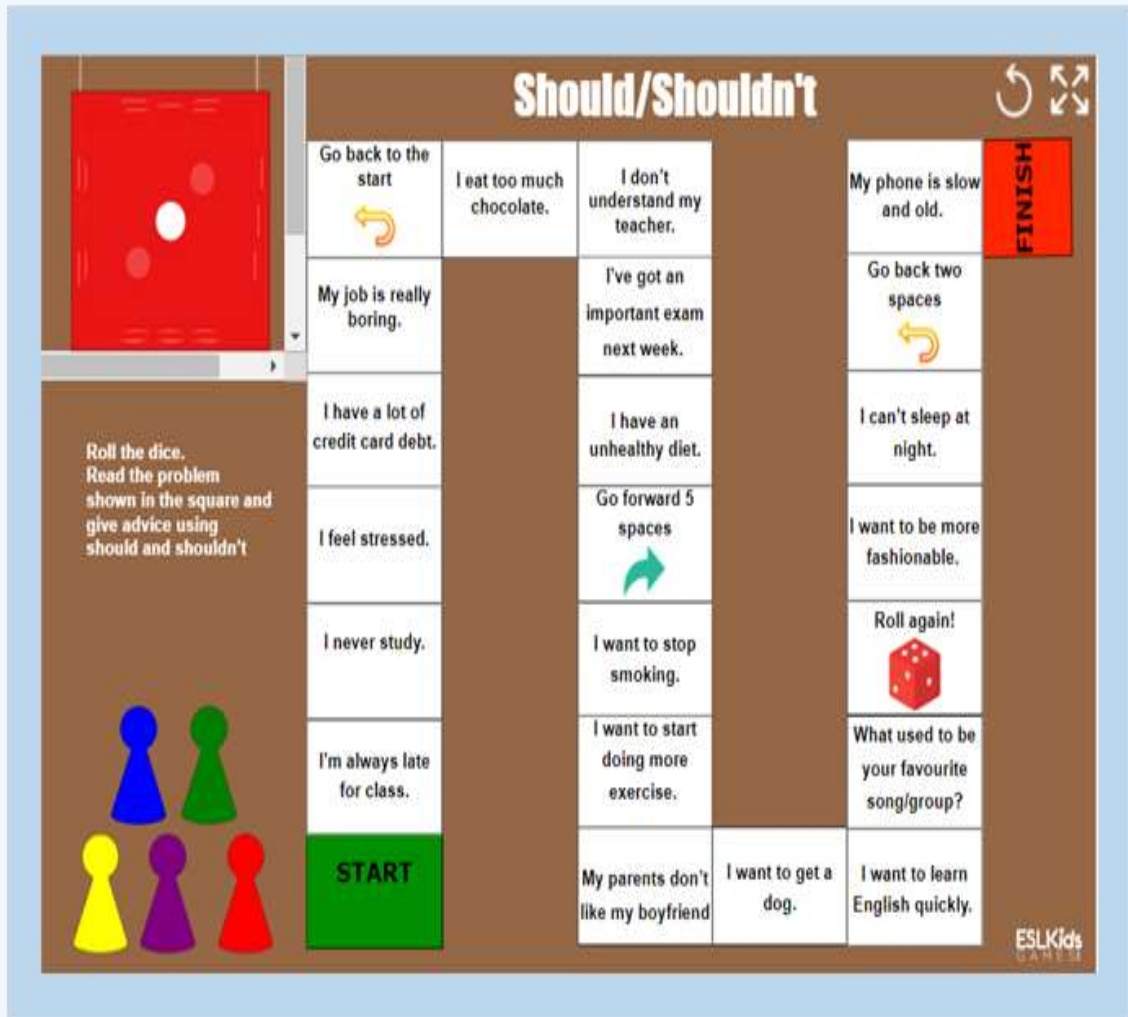 Should/Shouldn't
Go back to the
start
I eat too much
chocolate.
I don't
understand my
teacher.
My phone is slow
and old.
FINISH
My job is really
boring.
I've got an
important exam
next week.
Go back two
spaces
I have a lot of
credit card debt.
I have an
unhealthy diet.
I can't sleep at
night.
Roll the dice.
Read the problem
shown in the square and
give advice using
should and shouldn't
I feel stressed.
Go forward 5
spaces
I want to be more
fashionable.
I never study.
I want to stop
smoking.
Roll again!
I'm always late
for class.
I want to start
doing more
exercise.
What used to be
your favourite
song/group?
START
My parents don't
like my boyfriend
I want to get a
dog.
I want to learn
English quickly.
ESLKids
GAMES